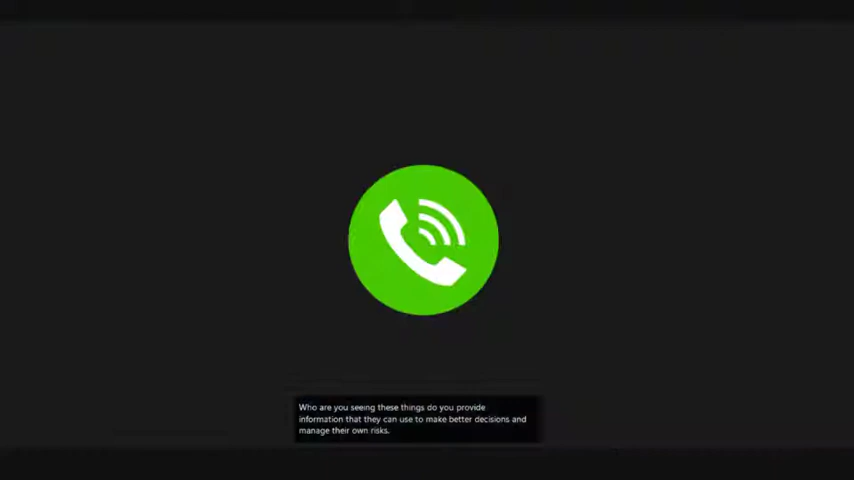 Who are you seeing these things do you provide
information that they can use to make better decisions and
manage their own risks.